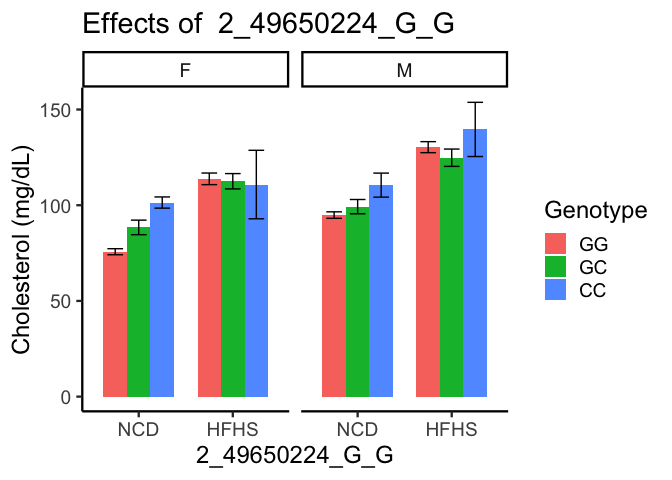 Effects of  2_49650224_G_G
F
M
Cholesterol (mg/dL)
150
100
50
0
NCD
HFHS
NCD
HFHS
2_49650224_G_G
Genotype
GG
GC
CC